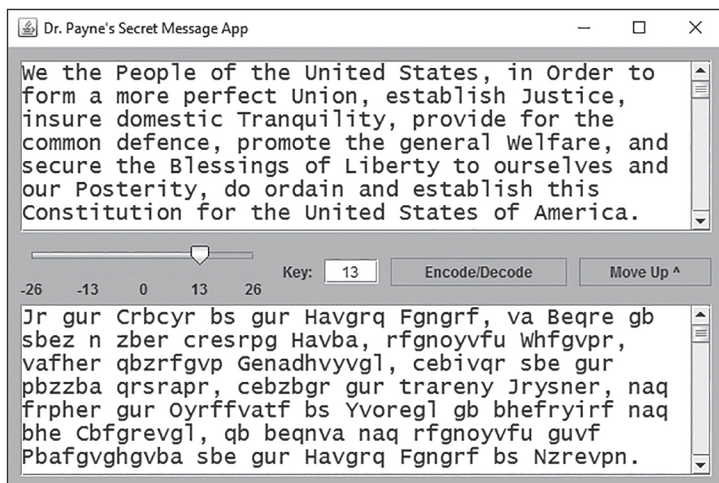 Dr. Payne's Secret Message App
We the People of the United States, in Order to
form a more perfect Union, establish Justice,
insure domestic Tranquility, provide for the
common defence, promote the general Welfare, and
secure the Blessings of Liberty to ourselves and
our Posterity, do ordain and establish this
Constitution for the United States of America.
-26 -13 0 13 26 Key: 13 Encode/Decode Move Up ^
Jr gur Crbcyr bs gur Havgrq Fgngrf, va Beqre gb
sbez n zber cresrpg Havba, rfgnoyvfu Whfgvpr,
vafher qbzrfgvp Genadhvyvgl, cebivqr sbe gur
pbzzba qrsrapr, cebzbgr gur trareny Jrysner, naq
frpher gur Oyrffvatf bs Yvoregl gb bhefryirf naq
bhe Cbfgrevgl, qb beqnva naq rfgnoyvfu guvf
Pbafgvghgvba sbe gur Havgrq Fgngrf bs Nzrevpn.